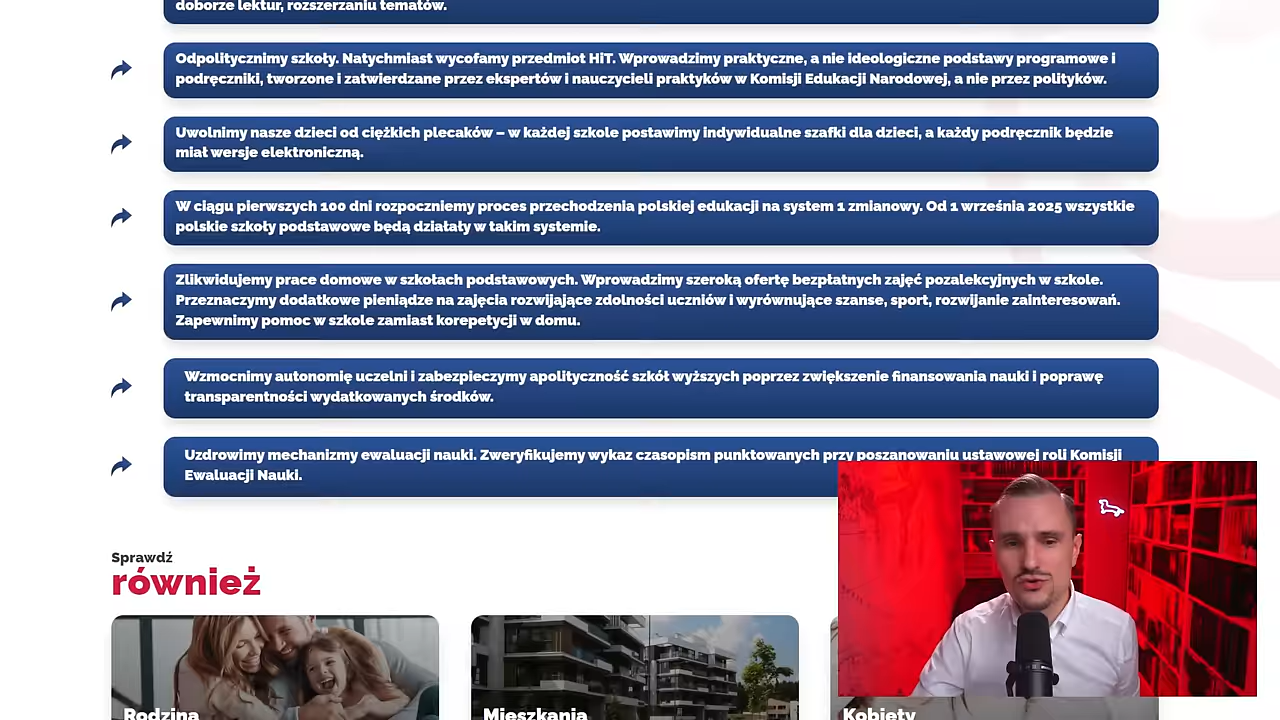 doborze lektur, rozszerzaniu tematów.
Odpolitycznimy szkoły. Natychmiast wycofamy przedmiot HiT. Wprowadzimy praktyczne, a nie ideologiczne podstawy programowe i
podręczniki, tworzone i zatwierdzane przez ekspertów i nauczycieli praktyków w Komisji Edukacji Narodowej, a nie przez polityków.
Uwolnimy nasze dzieci od ciężkich plecaków – w każdej szkole postawimy indywidualne szafki dla dzieci, a każdy podręcznik będzie
miał wersje elektroniczną.
W ciągu pierwszych 100 dni rozpoczniemy proces przechodzenia polskiej edukacji na system 1 zmianowy. Od 1 września 2025 wszystkie
polskie szkoły podstawowe będą działały w takim systemie.
Zlikwidujemy prace domowe w szkołach podstawowych. Wprowadzimy szeroką ofertę bezpłatnych zajęć pozalekcyjnych w szkole.
Przeznaczymy dodatkowe pieniądze na zajęcia rozwijające zdolności uczniów i wyrównujące szanse, sport, rozwijanie zainteresowań.
Zapewnimy pomoc w szkole zamiast korepetycji w domu.
Wzmocnimy autonomię uczelni i zabezpieczymy apolityczność szkół wyższych poprzez zwiększenie finansowania nauki i poprawę
transparentności wydatkowanych środków.
Uzdrowimy mechanizmy ewaluacji nauki. Zweryfikujemy wykaz czasopism punktowanych przy poszanowaniu ustawowej roli Komisji
Ewaluacji Nauki.
Sprawdź
również
Rodzina
Mieszkania
Kobiety